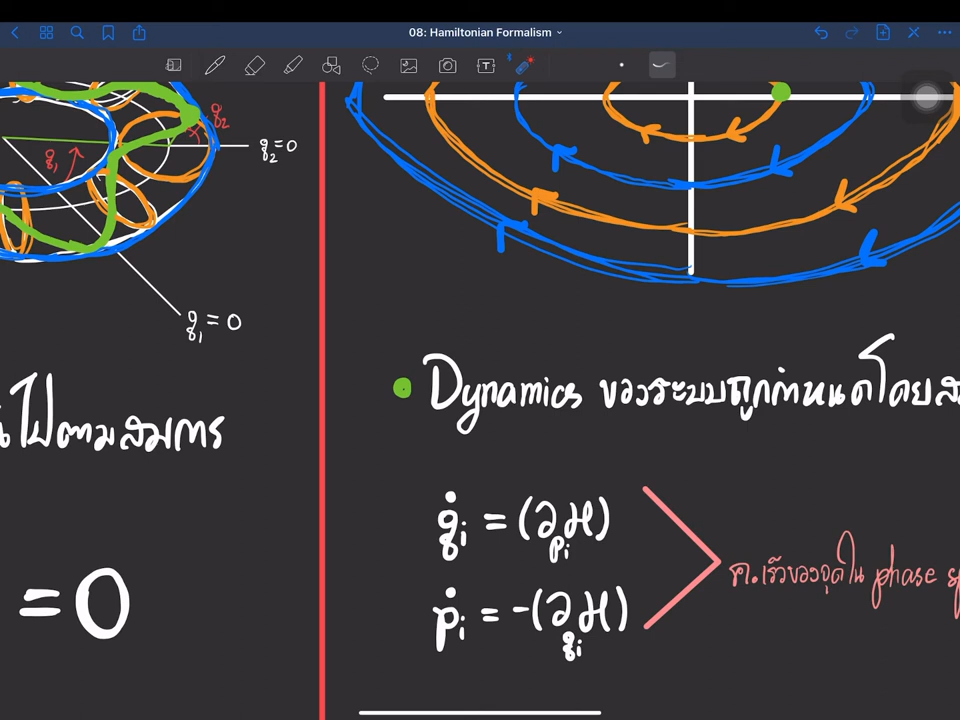 08: Hamiltonian Formalism
q₂
q₂ = 0
q₁
q₁ = 0
ไปตามสมการ
= 0
Dynamics ของระบบถูกกำหนดโดย
q̇ᵢ = (∂ₚᵢH)
ṗᵢ = -(∂qᵢH)
ค.เร็วของจุดใน phase sp